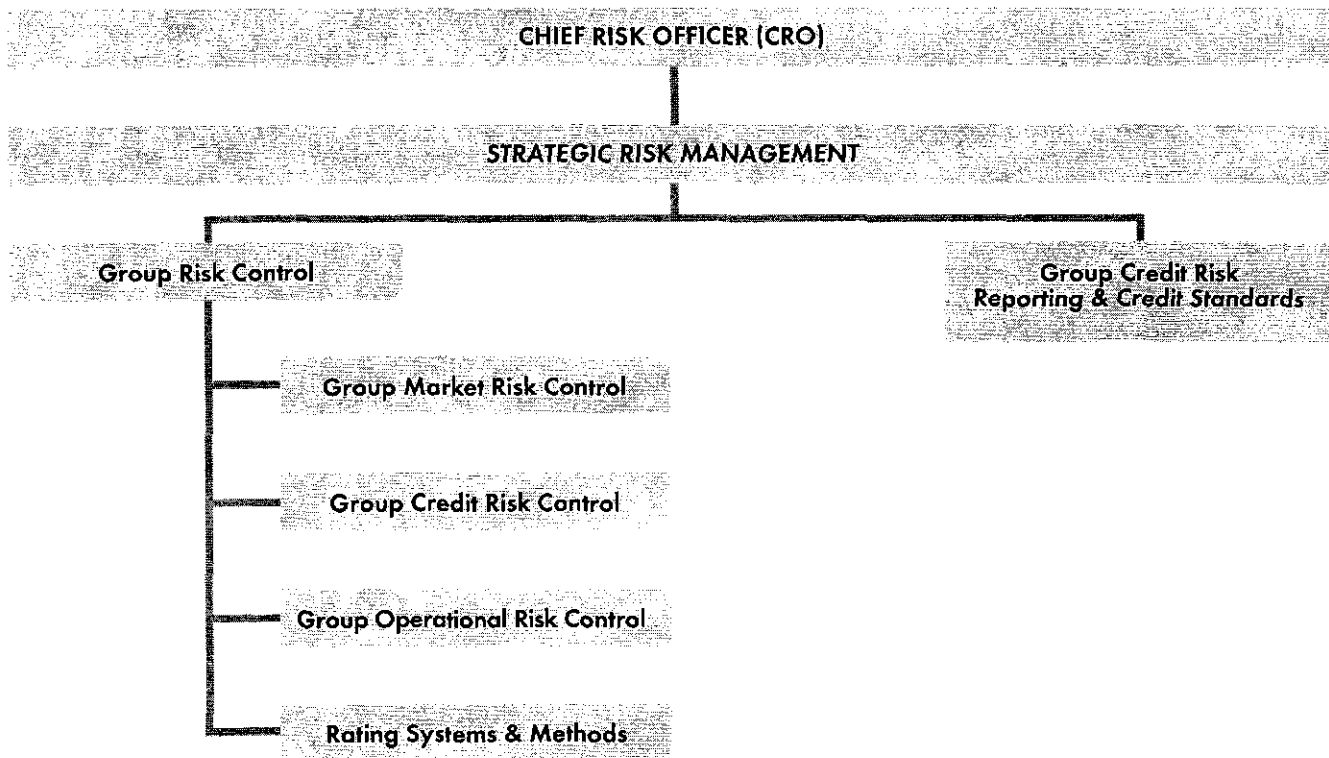 CHIEF RISK OFFICER (CRO)
STRATEGIC RISK MANAGEMENT
Group Risk Control
Group Credit Risk
Reporting & Credit Standards
Group Market Risk Control
Group Credit Risk Control
Group Operational Risk Control
Rating Systems & Methods